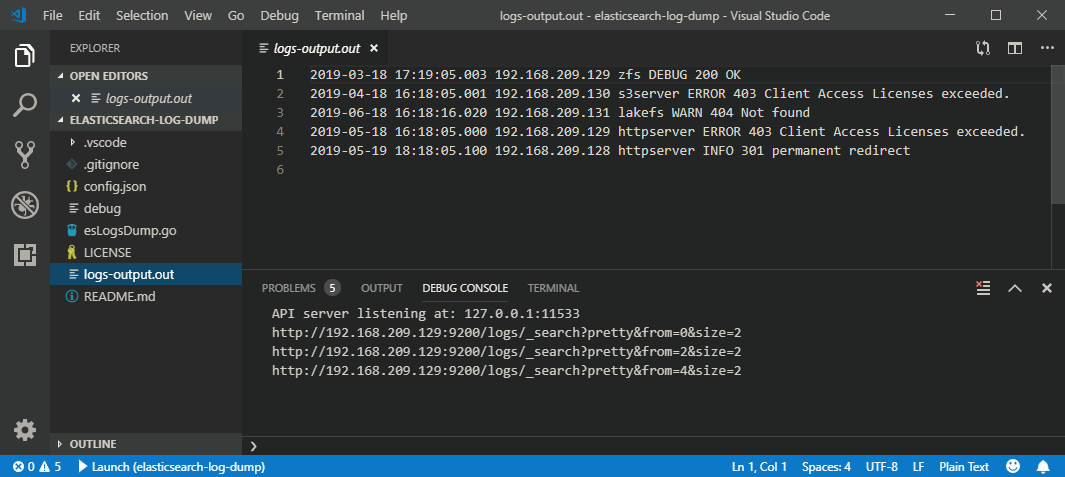 File Edit Selection View Go Debug Terminal Help logs-output.out - elasticsearch-log-dump - Visual Studio Code
EXPLORER
OPEN EDITORS
logs-output.out
ELASTICSEARCH-LOG-DUMP
.vscode
.gitignore
config.json
debug
esLogsDump.go
LICENSE
logs-output.out
README.md
OUTLINE
logs-output.out
1 2019-03-18 17:19:05.003 192.168.209.129 zfs DEBUG 200 OK
2 2019-04-18 16:18:05.001 192.168.209.130 s3server ERROR 403 Client Access Licenses exceeded.
3 2019-06-18 16:18:16.020 192.168.209.131 lakefs WARN 404 Not found
4 2019-05-18 16:18:05.000 192.168.209.129 httpserver ERROR 403 Client Access Licenses exceeded.
5 2019-05-19 18:18:05.100 192.168.209.128 httpserver INFO 301 permanent redirect
6
PROBLEMS 5 OUTPUT DEBUG CONSOLE TERMINAL
API server listening at: 127.0.0.1:11533
http://192.168.209.129:9200/logs/_search?pretty&from=0&size=2
http://192.168.209.129:9200/logs/_search?pretty&from=2&size=2
http://192.168.209.129:9200/logs/_search?pretty&from=4&size=2
0 5 Launch (elasticsearch-log-dump) Ln 1, Col 1 Spaces: 4 UTF-8 LF Plain Text